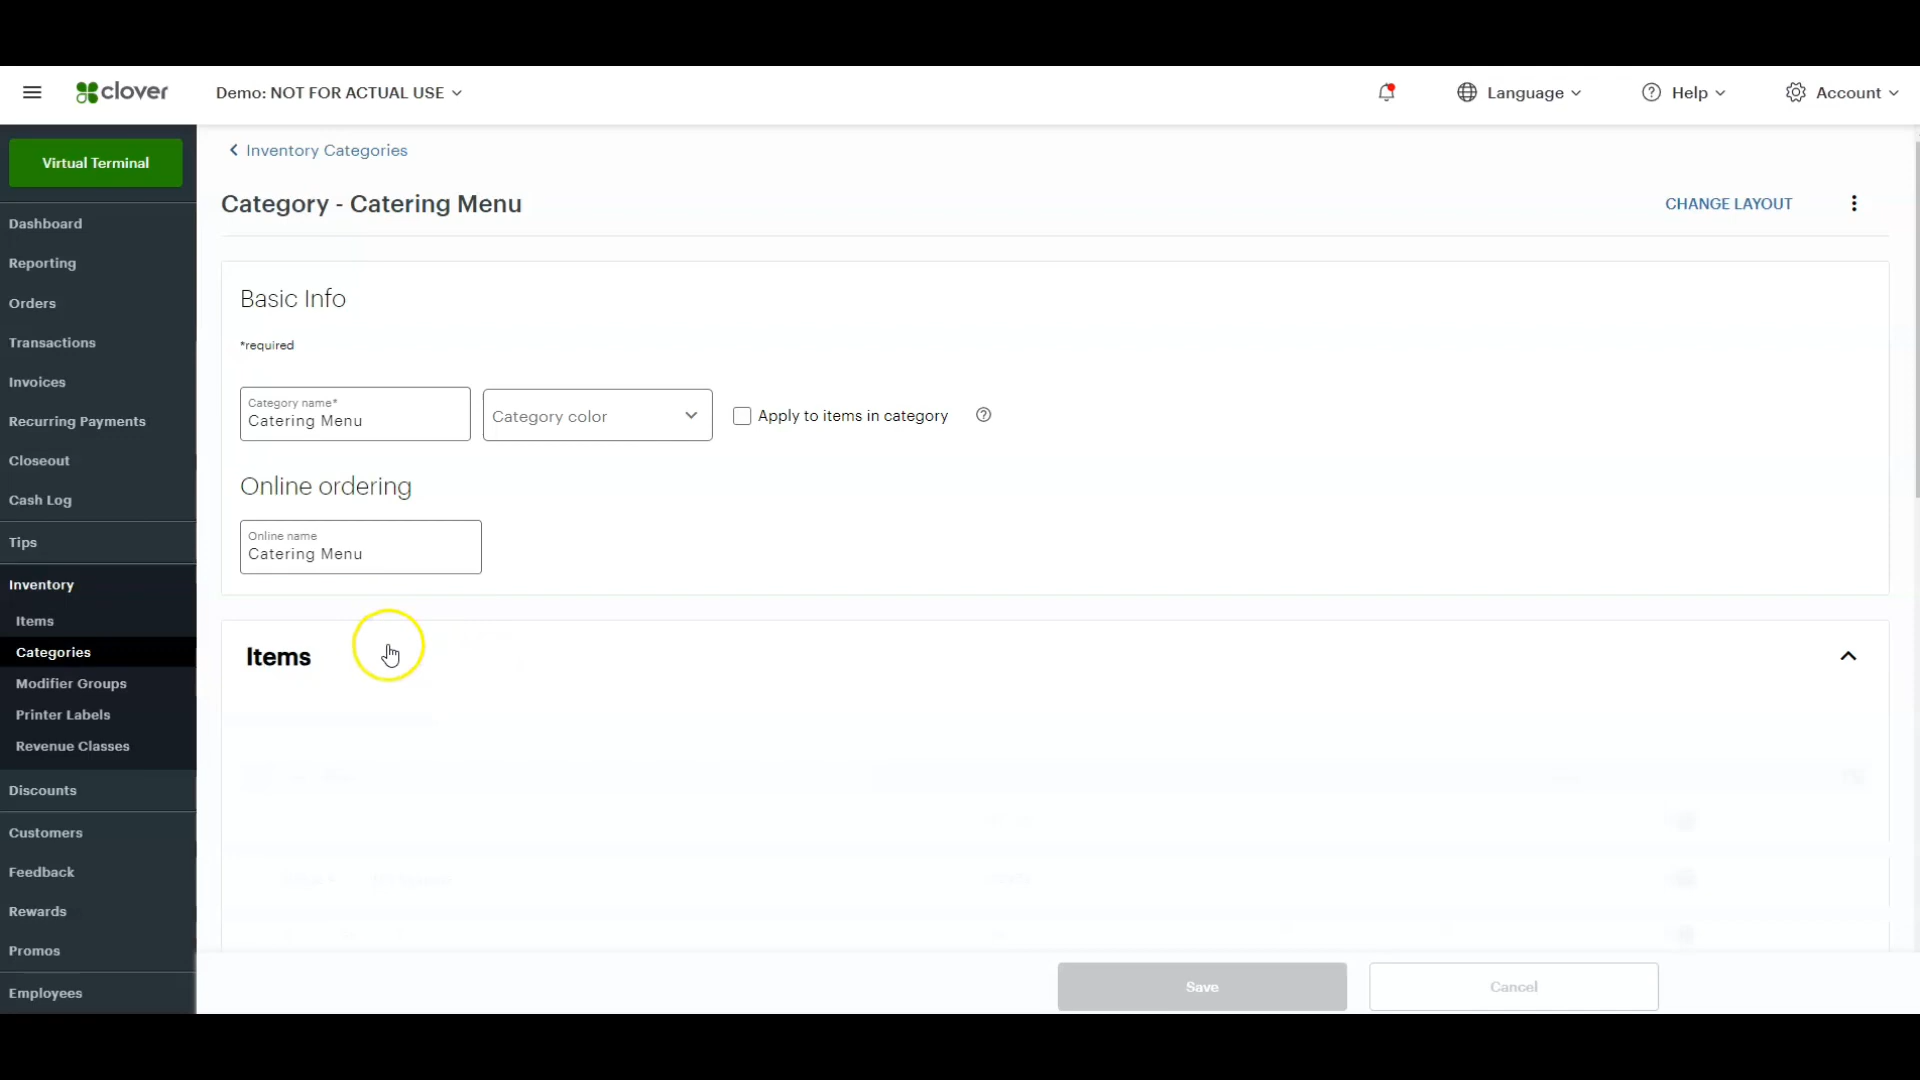 clover
Demo: NOT FOR ACTUAL USE
Language
Help
Account
Virtual Terminal
Dashboard
Reporting
Orders
Transactions
Invoices
Recurring Payments
Closeout
Cash Log
Tips
Inventory
Items
Categories
Modifier Groups
Printer Labels
Revenue Classes
Discounts
Customers
Feedback
Rewards
Promos
Employees
Inventory Categories
Category - Catering Menu
CHANGE LAYOUT
Basic Info
*required
Category name*
Catering Menu
Category color
Apply to items in category
Online ordering
Online name
Catering Menu
Items
Save
Cancel